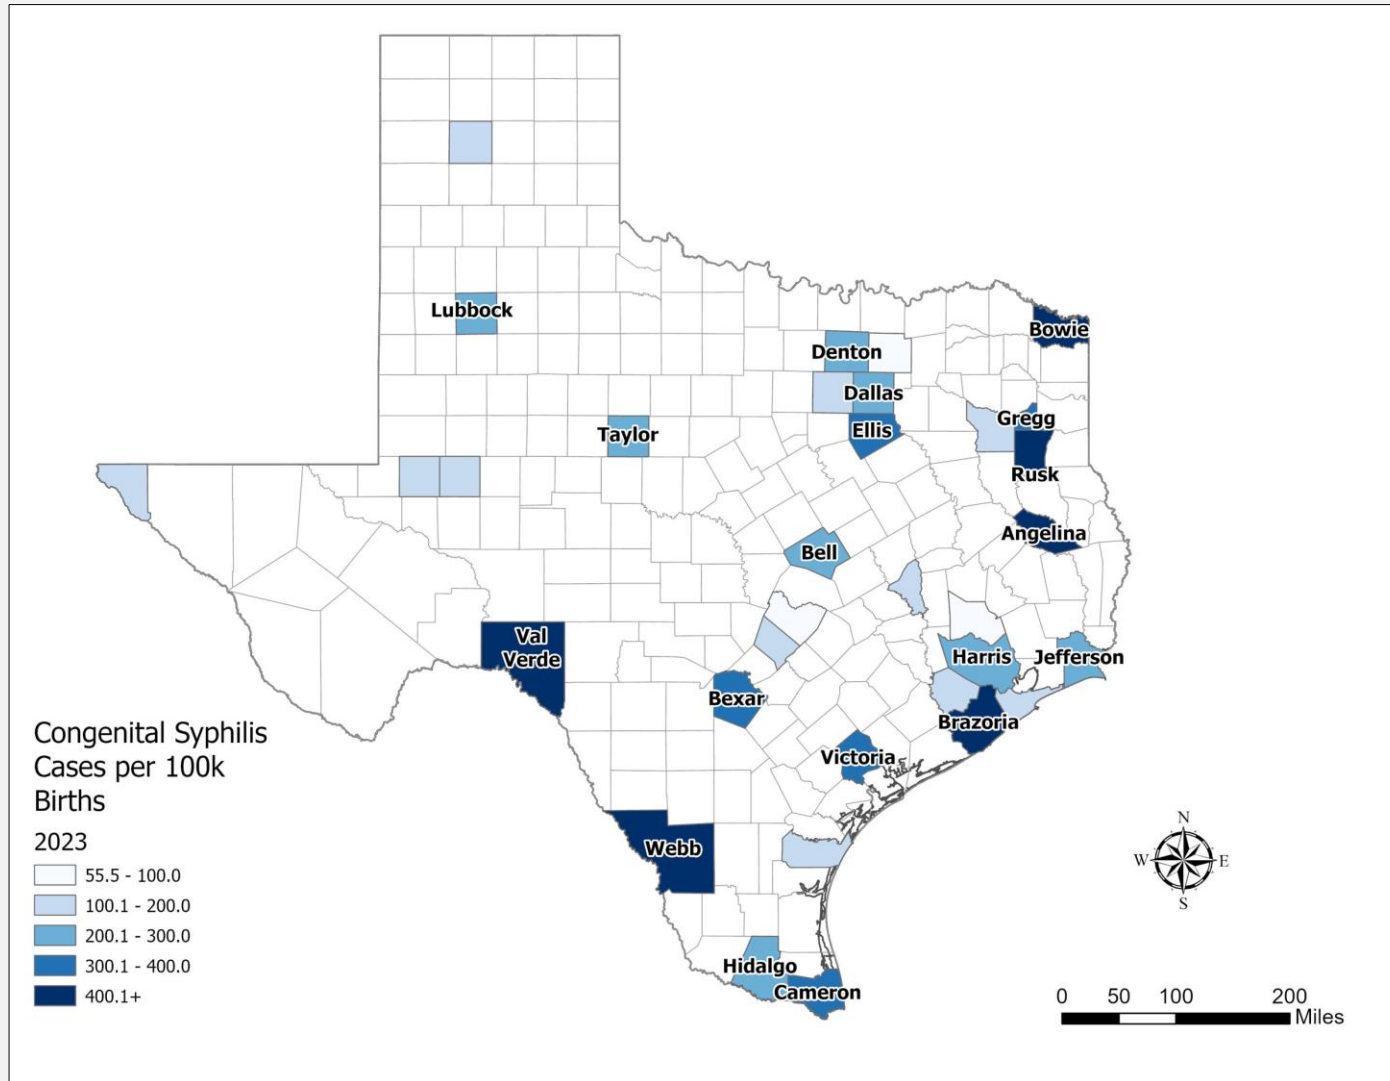 Lubbock
Bowie
Denton
Dallas
Gregg
Ellis
Taylor
Rusk
Angelina
Bell
Val
Verde
Harris
Jefferson
Bexar
Brazoria
Victoria
Webb
Hidalgo
Cameron
Congenital Syphilis
Cases per 100k
Births
2023
55.5 - 100.0
100.1 - 200.0
200.1 - 300.0
300.1 - 400.0
400.1+
N
W E
S
0 50 100 200
Miles